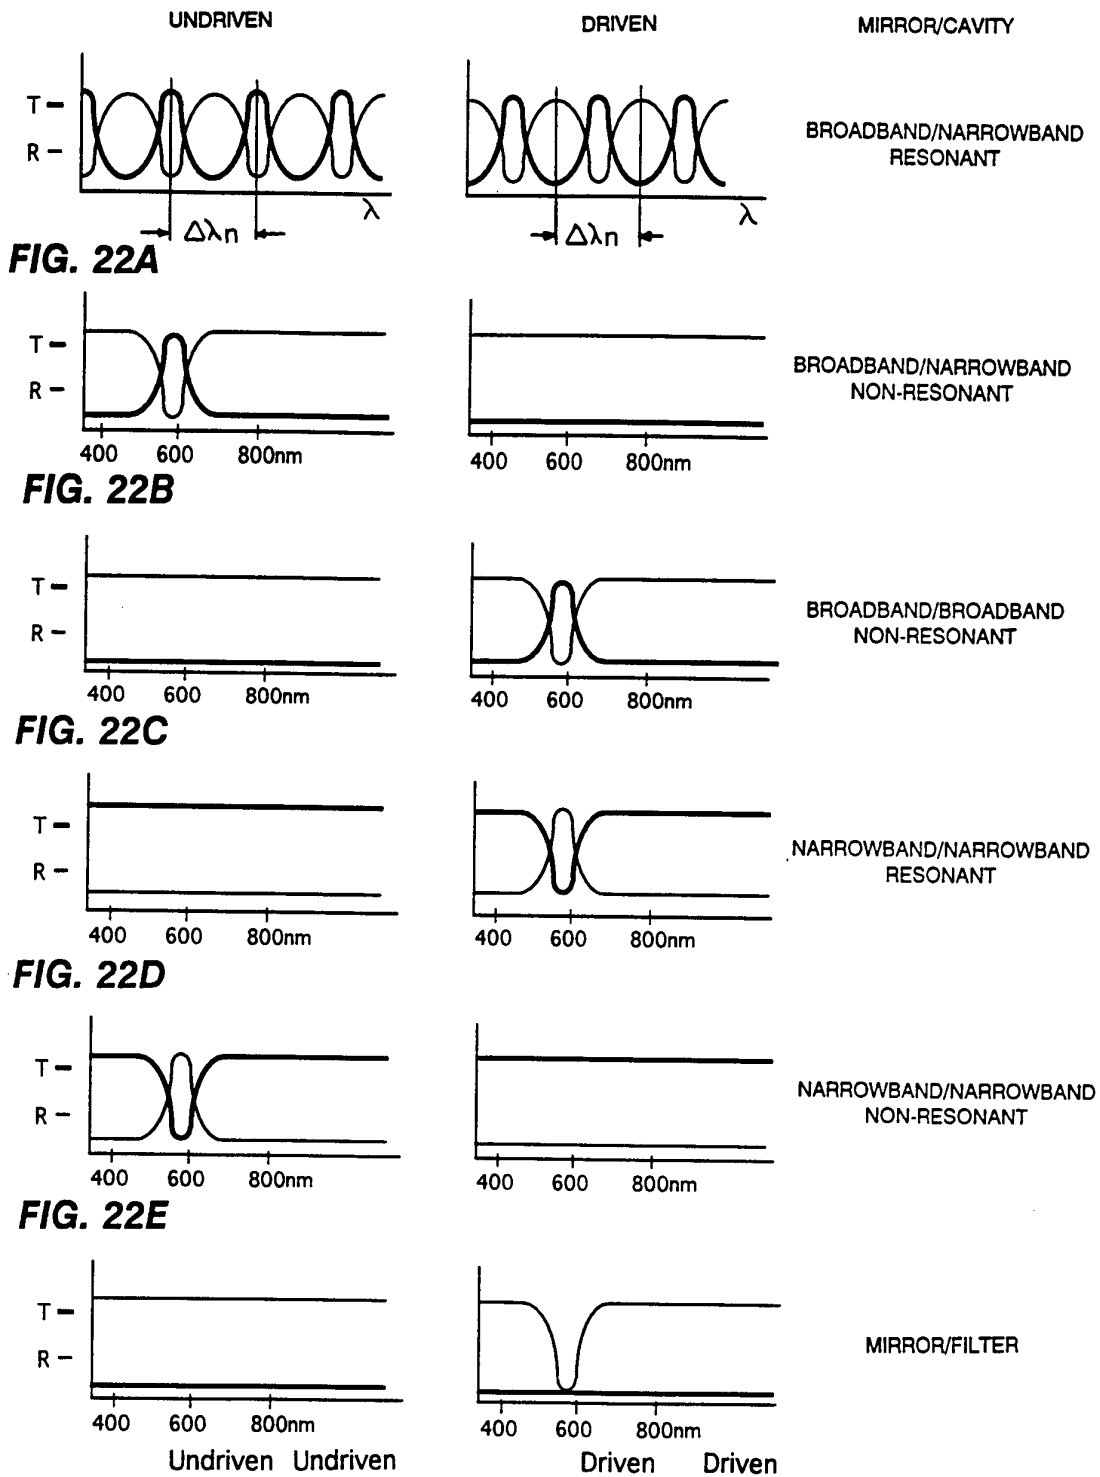 UNDRIVEN DRIVEN MIRROR/CAVITY
T
R
BROADBAND/NARROWBAND
RESONANT
λ λ
Δλn Δλn
FIG. 22A
T
R
BROADBAND/NARROWBAND
NON-RESONANT
400 600 800nm 400 600 800nm
FIG. 22B
T
R
BROADBAND/BROADBAND
NON-RESONANT
400 600 800nm 400 600 800nm
FIG. 22C
T
R
NARROWBAND/NARROWBAND
RESONANT
400 600 800nm 400 600 800nm
FIG. 22D
T
R
NARROWBAND/NARROWBAND
NON-RESONANT
400 600 800nm 400 600 800nm
FIG. 22E
T
R
MIRROR/FILTER
400 600 800nm 400 600 800nm
Undriven Undriven Driven Driven